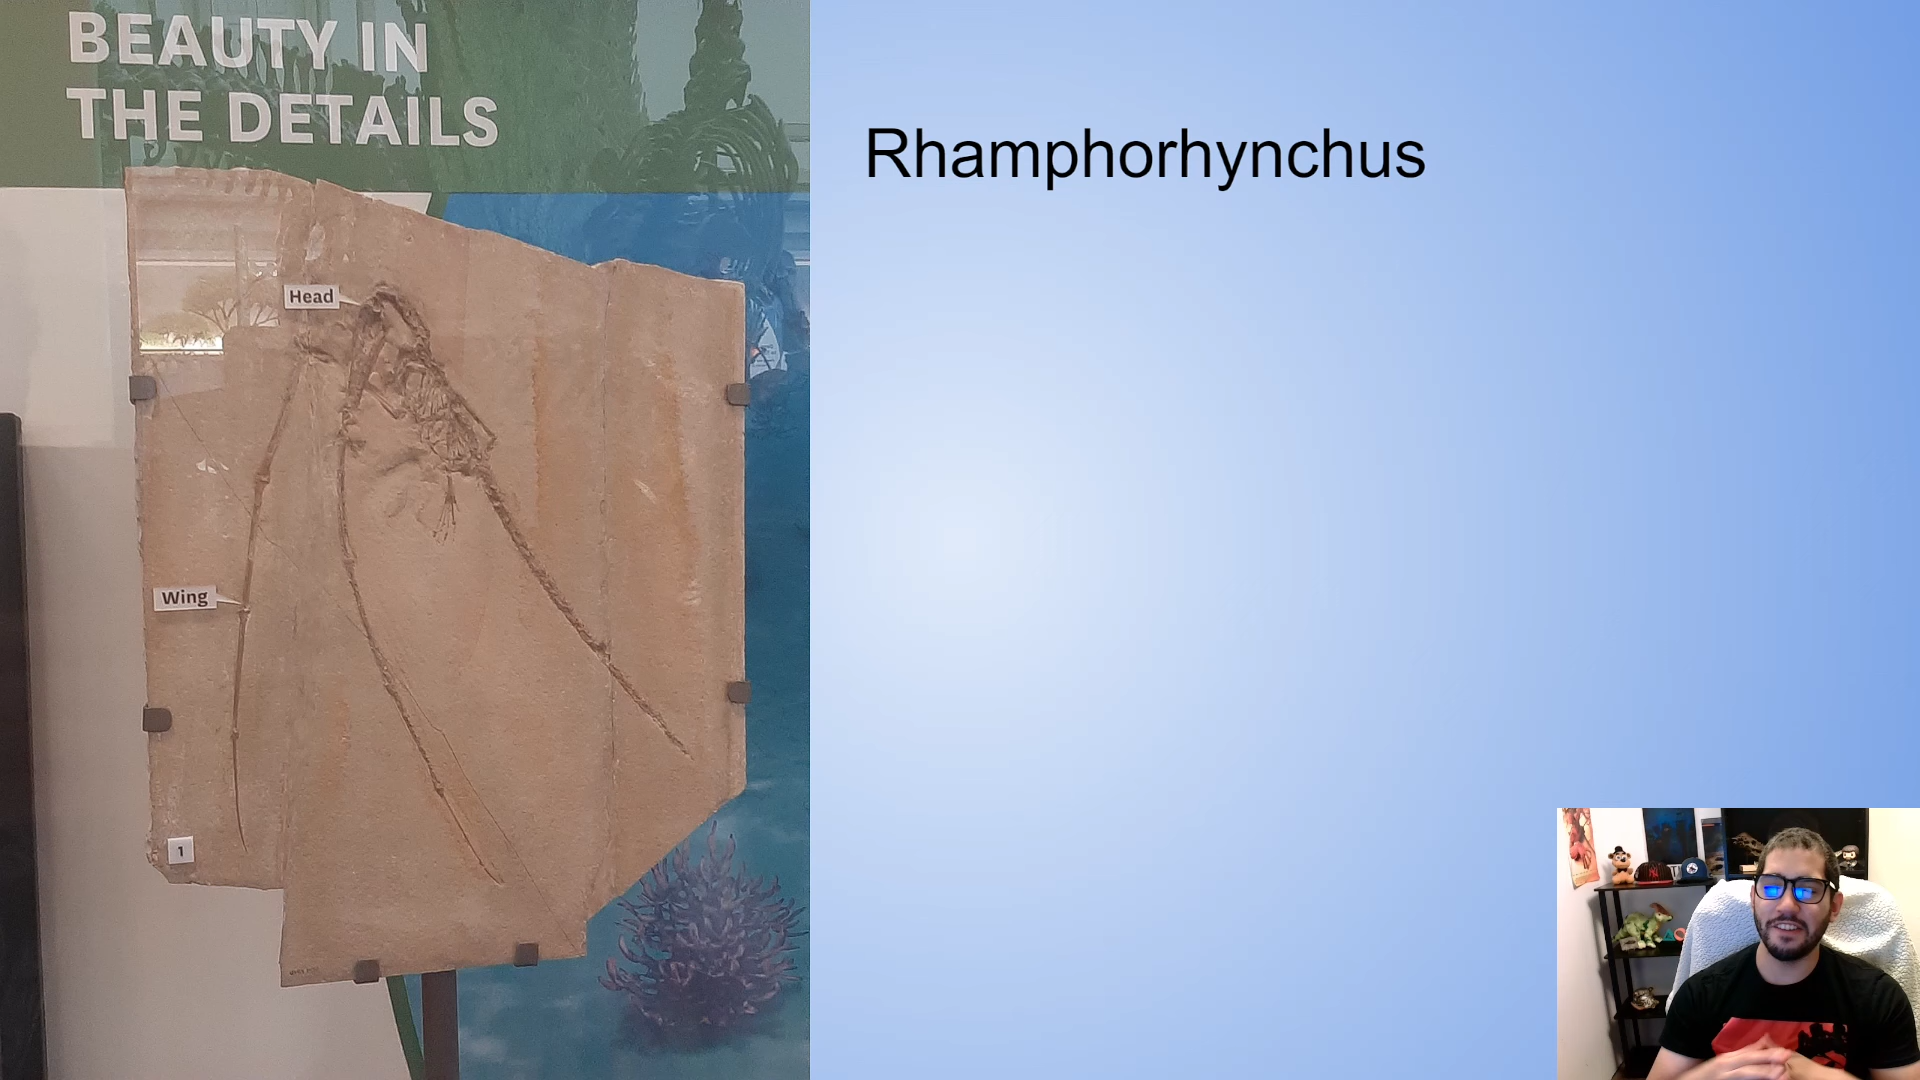 BEAUTY IN
THE DETAILS
Rhamphorhynchus
Head
Wing
1